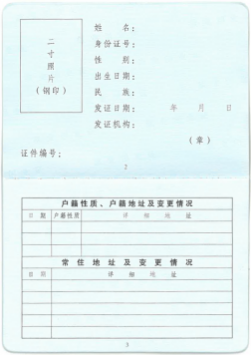 二寸照片
(钢印)
姓 名：
身份证号：
性 别：
出生日期：
民 族：
发证日期： 年 月 日
发证机构：
(章)
证件编号：
2
户籍性质、户籍地址及变更情况
日 期 户籍性质 详 细 地 址
常 住 地 址 及 变 更 情 况
日 期 详 细 地 址
3